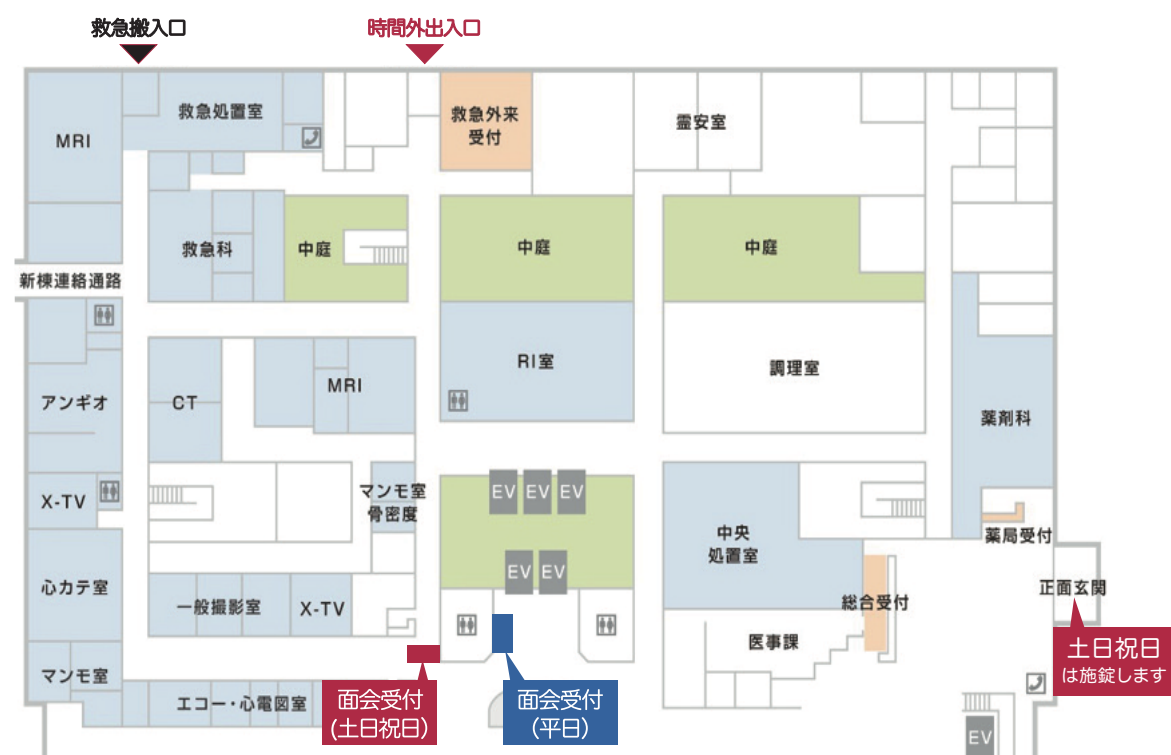 救急搬入口
時間外出入口
MRI
救急処置室
救急外来
受付
霊安室
救急科
中庭
中庭
中庭
新棟連絡通路
RI室
調理室
アンギオ
CT
MRI
薬剤科
X-TV
マンモ室
骨密度
EV
EV
EV
中央
処置室
薬局受付
EV
EV
心カテ室
一般撮影室
X-TV
総合受付
正面玄関
医事課
土日祝日
は施錠します
マンモ室
エコー・心電図室
面会受付
(土日祝日)
面会受付
(平日)
EV